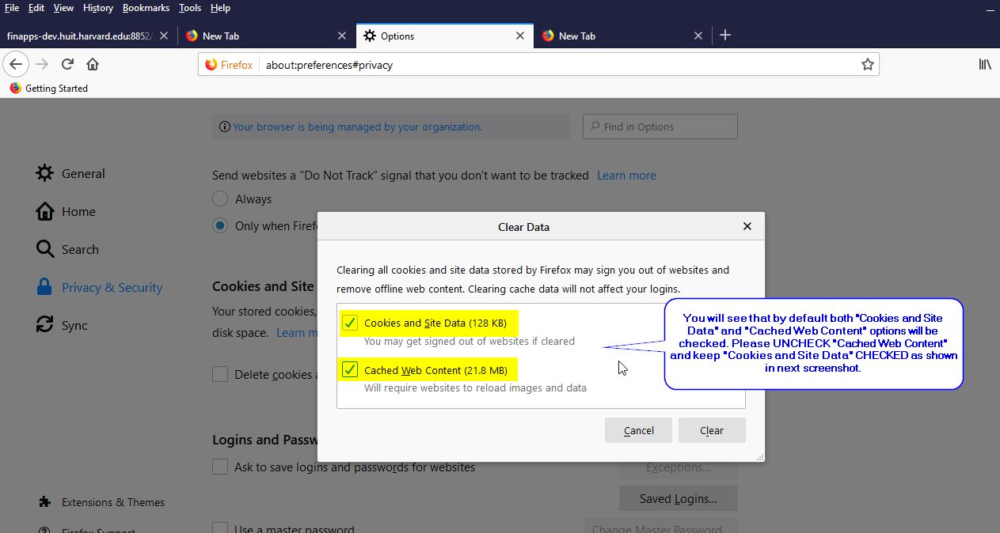 File Edit View History Bookmarks Tools Help
finapps-dev.huit.harvard.edu:8852/ New Tab Options New Tab
Firefox about:preferences#privacy
Getting Started
Your browser is being managed by your organization. Find in Options
General
Home
Search
Privacy & Security
Sync
Extensions & Themes
Firefox Support
Send websites a “Do Not Track” signal that you don’t want to be tracked Learn more
Always
Only when Firef
Cookies and Site
Your stored cookies,
disk space. Learn m
Delete cookies a
Logins and Passw
Ask to save logins and passwords for websites
Exceptions...
Saved Logins...
Use a master password
Change Master Password
Clear Data
Clearing all cookies and site data stored by Firefox may sign you out of websites and
remove offline web content. Clearing cache data will not affect your logins.
Cookies and Site Data (128 KB)
You may get signed out of websites if cleared
Cached Web Content (21.8 MB)
Will require websites to reload images and data
Cancel Clear
You will see that by default both "Cookies and Site
Data" and "Cached Web Content" options will be
checked. Please UNCHECK "Cached Web Content"
and keep "Cookies and Site Data" CHECKED as shown
in next screenshot.